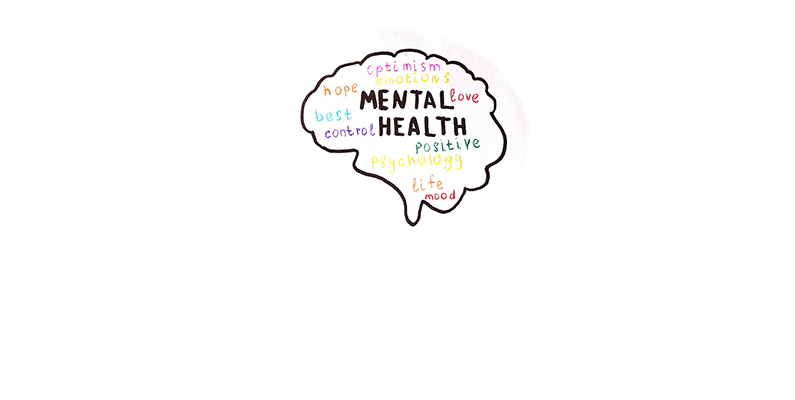 optimism
emotions
hope
MENTAL love
best
control HEALTH
positive
psychology
life
mood